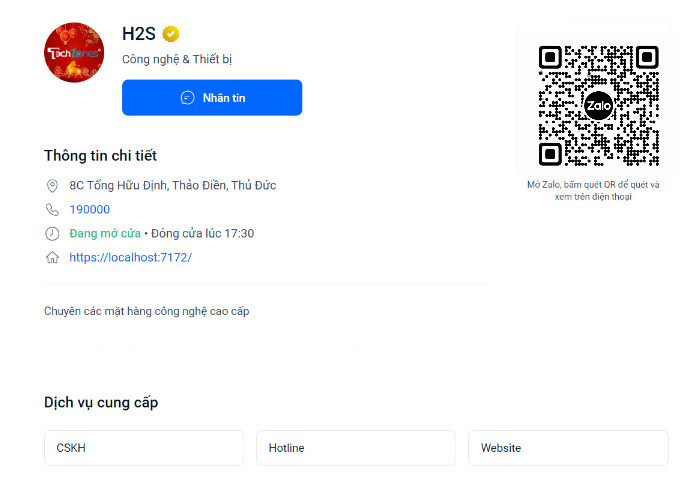 TechZones
H2S
Công nghệ & Thiết bị
Nhắn tin
Thông tin chi tiết
8C Tống Hữu Định, Thảo Điền, Thủ Đức
190000
Đang mở cửa • Đóng cửa lúc 17:30
https://localhost:7172/
Chuyên các mặt hàng công nghệ cao cấp
Zalo
Mở Zalo, bấm quét QR để quét và
xem trên điện thoại
Dịch vụ cung cấp
CSKH
Hotline
Website